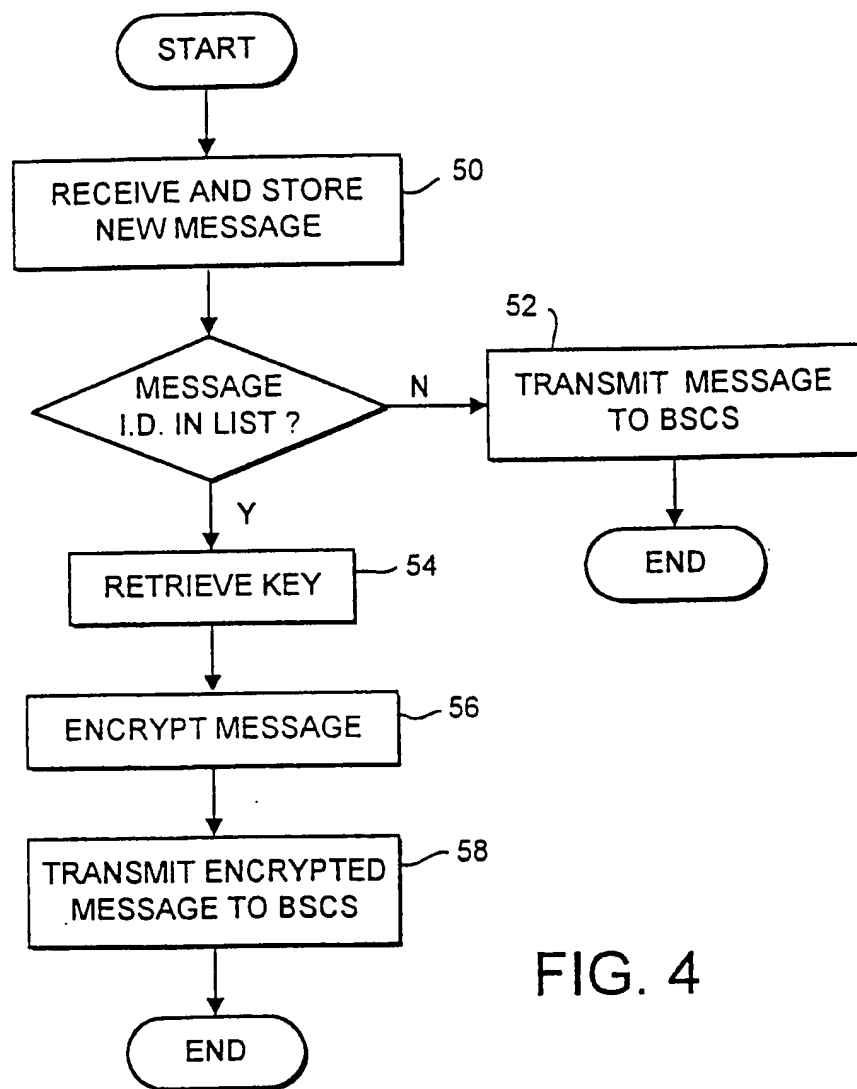 START
RECEIVE AND STORE
NEW MESSAGE
50
MESSAGE
I.D. IN LIST ?
N
52
TRANSMIT MESSAGE
TO BSCS
END
Y
RETRIEVE KEY
54
ENCRYPT MESSAGE
56
TRANSMIT ENCRYPTED
MESSAGE TO BSCS
58
END
FIG. 4